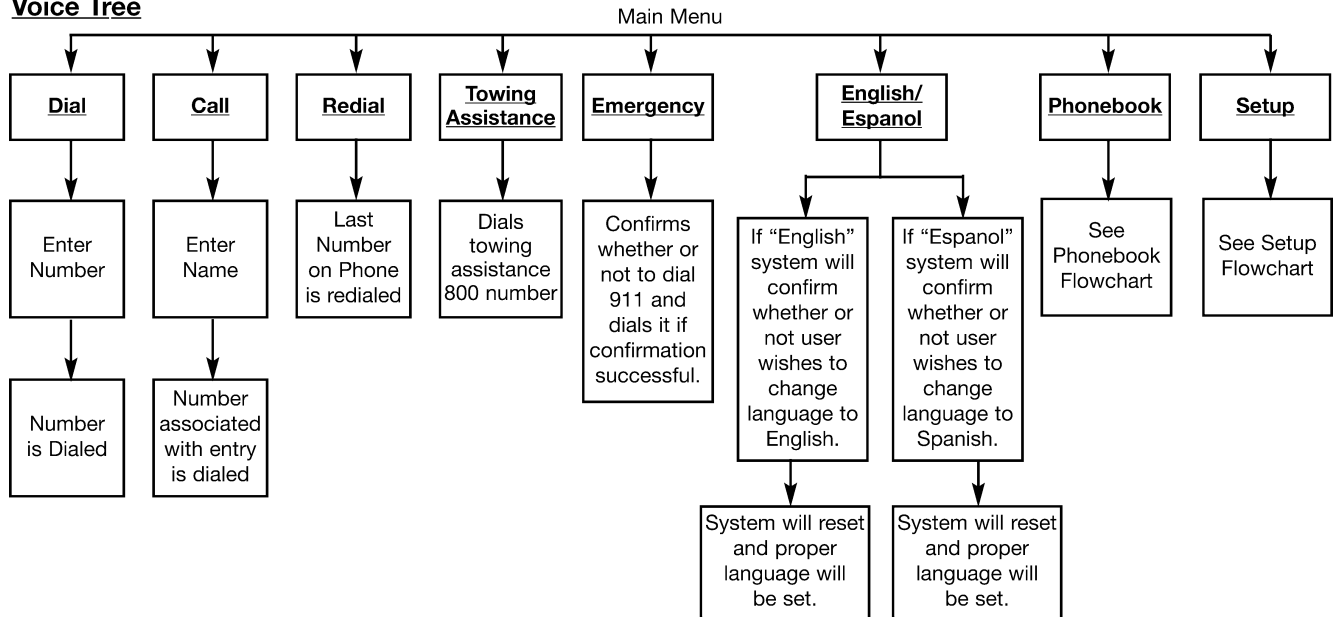 Voice Tree
Main Menu
Dial
Call
Redial
Towing
Assistance
Emergency
English/
Espanol
Phonebook
Setup
Enter
Number
Enter
Name
Last
Number
on Phone
is redialed
Dials
towing
assistance
800 number
Confirms
whether or
not to dial
911 and
dials it if
confirmation
successful.
If “English”
system will
confirm
whether or
not user
wishes to
change
language to
English.
If “Espanol”
system will
confirm
whether or
not user
wishes to
change
language to
Spanish.
See
Phonebook
Flowchart
See Setup
Flowchart
Number
is Dialed
Number
associated
with entry
is dialed
System will reset
and proper
language will
be set.
System will reset
and proper
language will
be set.